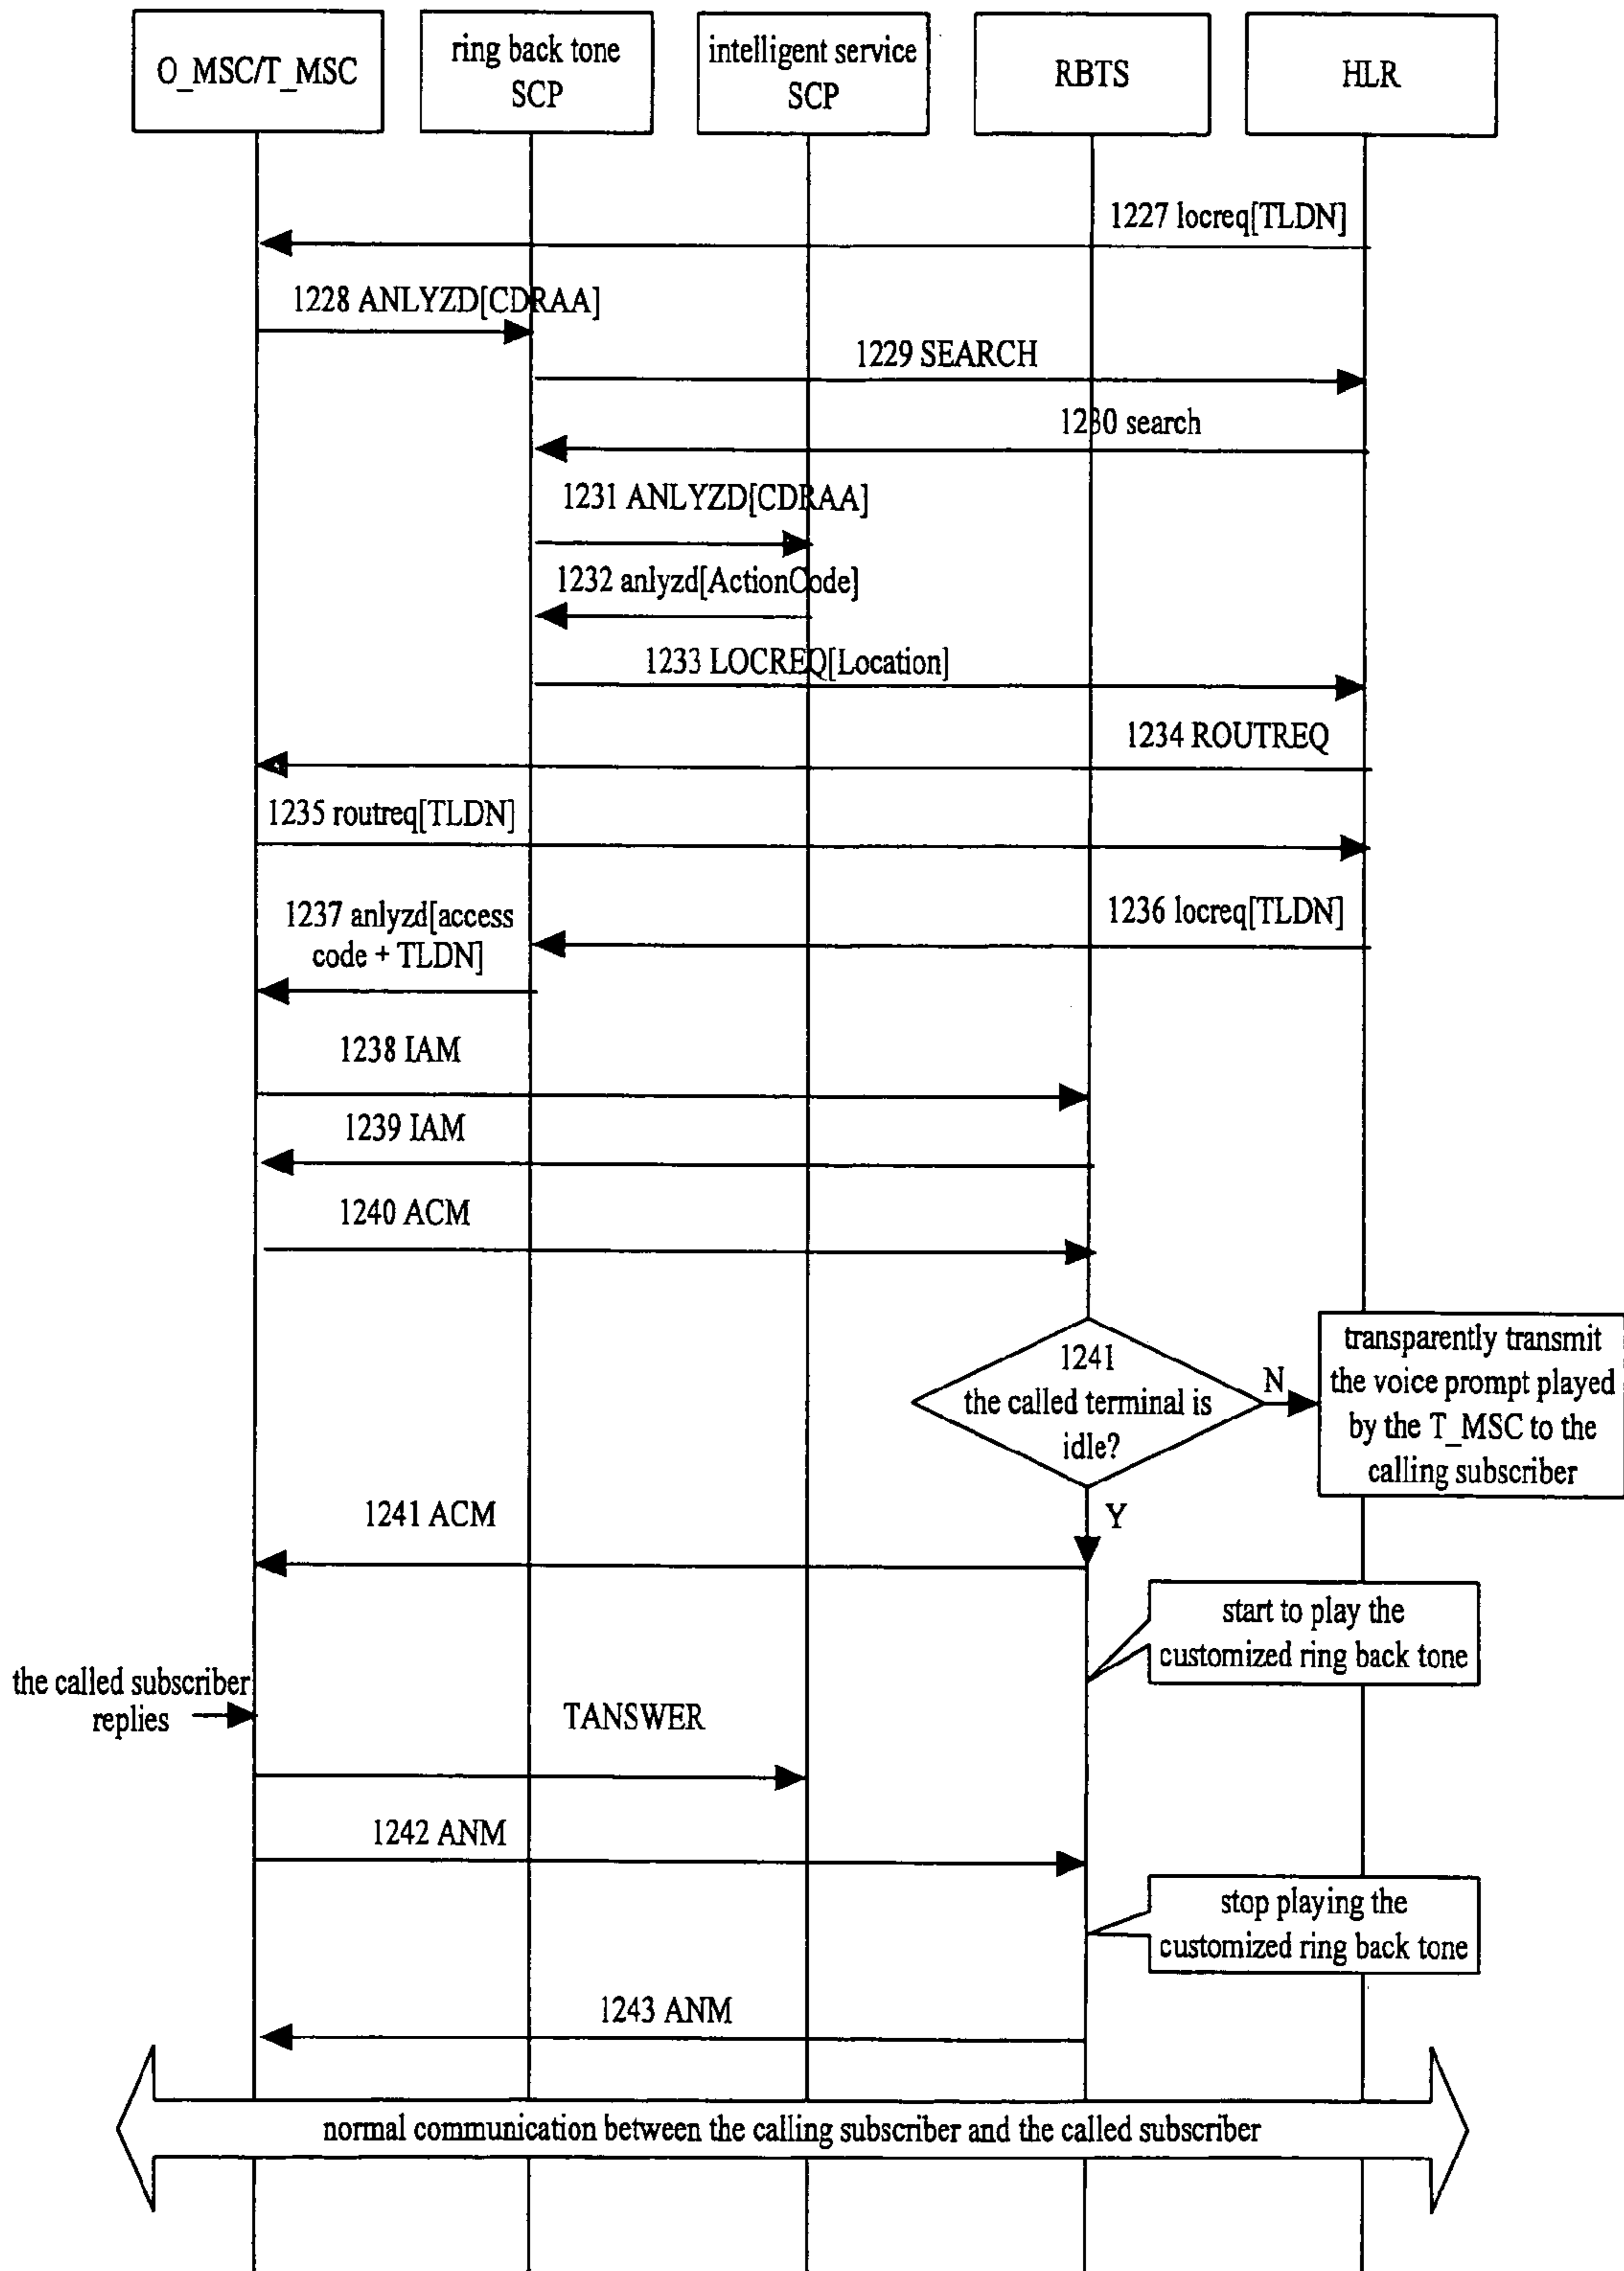 O_MSC/T_MSC
ring back tone
SCP
intelligent service
SCP
RBTS
HLR
1227 locreq[TLDN]
1228 ANLYZD[CDRAA]
1229 SEARCH
1230 search
1231 ANLYZD[CDRAA]
1232 anlyzd[ActionCode]
1233 LOCREQ[Location]
1234 ROUTREQ
1235 routreq[TLDN]
1236 locreq[TLDN]
1237 anlyzd[access
code + TLDN]
1238 IAM
1239 IAM
1240 ACM
1241
the called terminal is
idle?
N
transparently transmit
the voice prompt played
by the T_MSC to the
calling subscriber
Y
1241 ACM
start to play the
customized ring back tone
the called subscriber
replies
TANSWER
1242 ANM
stop playing the
customized ring back tone
1243 ANM
normal communication between the calling subscriber and the called subscriber